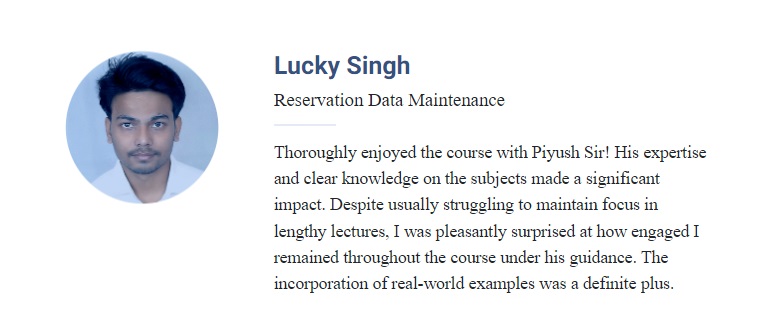 Lucky Singh
Reservation Data Maintenance
Thoroughly enjoyed the course with Piyush Sir! His expertise
and clear knowledge on the subjects made a significant
impact. Despite usually struggling to maintain focus in
lengthy lectures, I was pleasantly surprised at how engaged I
remained throughout the course under his guidance. The
incorporation of real-world examples was a definite plus.